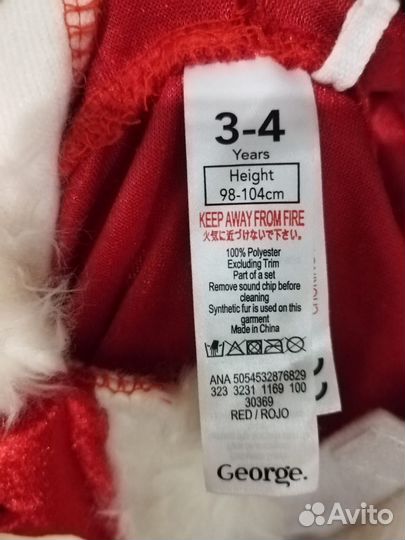 3-4
Years
Height
98-104cm
KEEP AWAY FROM FIRE
火気に近づけないで下さい。
100% Polyester
Excluding Trim
Part of a set
Remove sound chip before
cleaning
Synthetic fur is used on this
garment
Made in China
ANA 5054532876829
323 3231 1169 100
30369
RED / ROJO
George.
Avito